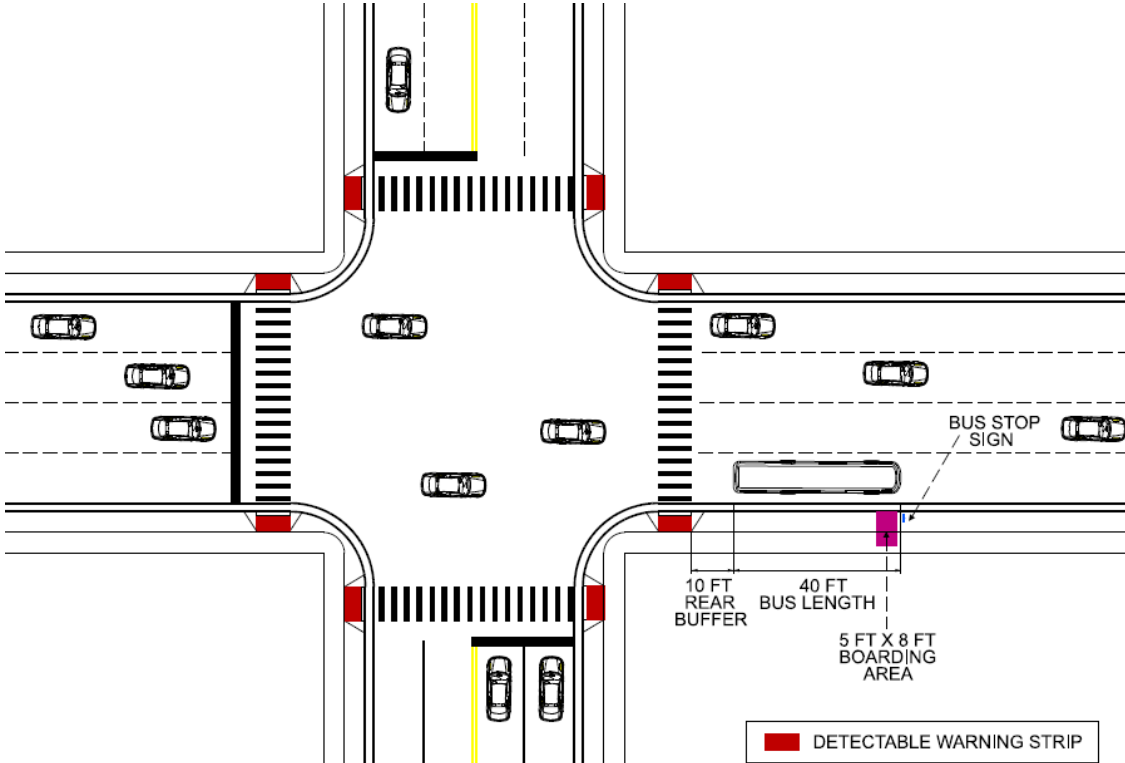 BUS STOP
SIGN
10 FT
REAR
BUFFER
40 FT
BUS LENGTH
5 FT X 8 FT
BOARDING
AREA
DETECTABLE WARNING STRIP